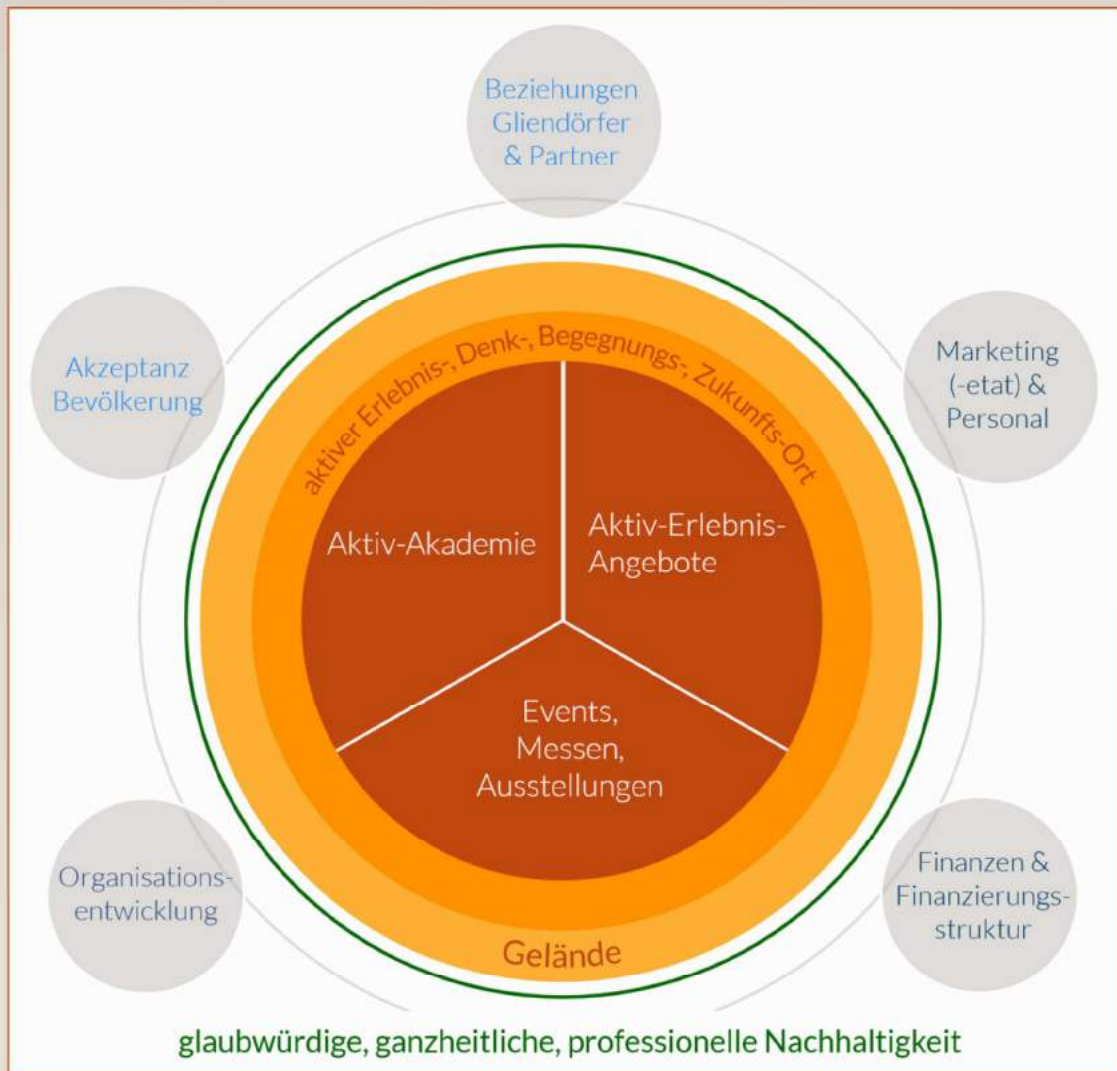 Beziehungen
Gliendörfer
& Partner
Akzeptanz
Bevölkerung
Marketing
(-etat) &
Personal
aktiver Erlebnis-, Denk-, Begegnungs-, Zukunfts-Ort
Aktiv-Akademie
Aktiv-Erlebnis-
Angebote
Events,
Messen,
Ausstellungen
Organisations-
entwicklung
Finanzen &
Finanzierungs-
struktur
Gelände
glaubwürdige, ganzheitliche, professionelle Nachhaltigkeit